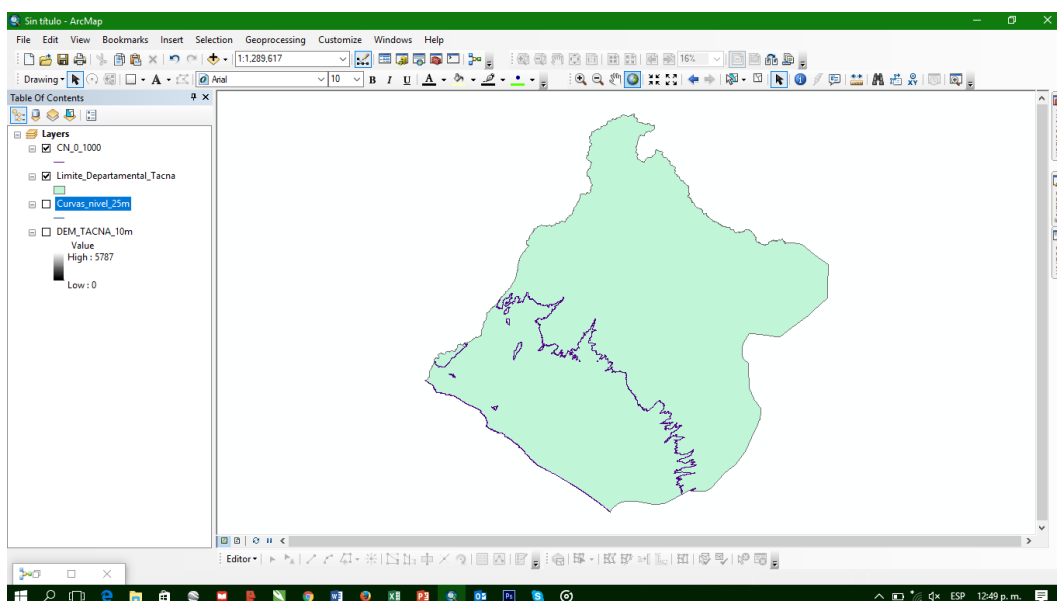 Sin título - ArcMap
File Edit View Bookmarks Insert Selection Geoprocessing Customize Windows Help
1:1,289,617 16%
Drawing A Arial 10 B I U A
Table Of Contents
Layers
CN_0_1000
Limite_Departamental_Tacna
Curvas_nivel_25m
DEM_TACNA_10m
Value
High : 5787
Low : 0
Editor
ESP 12:49 p. m.